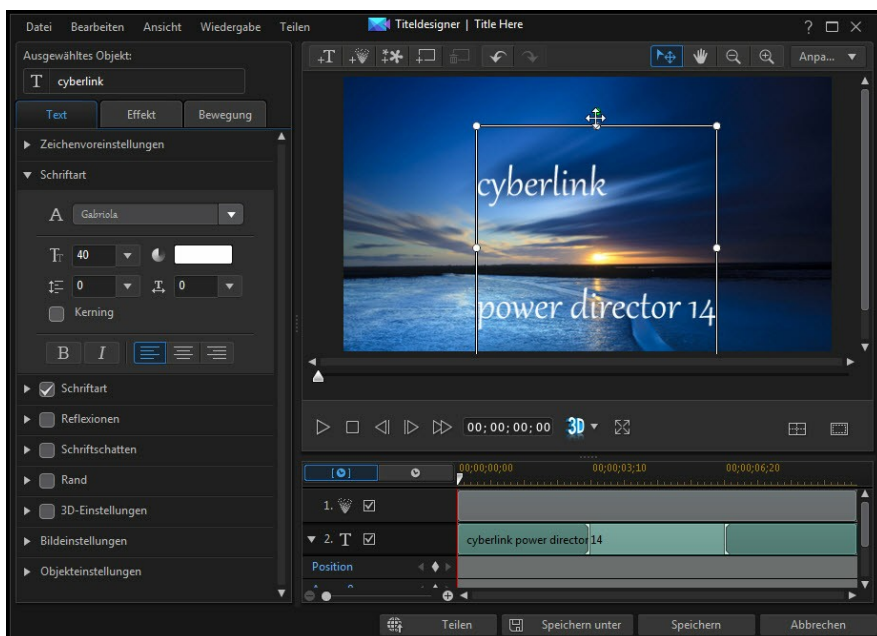 Datei Bearbeiten Ansicht Wiedergabe Teilen Titeldesigner | Title Here ?
Ausgewähltes Objekt:
T cyberlink
Text Effekt Bewegung
Zeichenvoreinstellungen
Schriftart
A Gabriola
40
0 0
Kerning
B I
Schriftart
Reflexionen
Schriftschatten
Rand
3D-Einstellungen
Bildeinstellungen
Objekteinstellungen
+T Anpa...
cyberlink
power director 14
00;00;00;00 3D
00;00;00;00 00;00;03;10 00;00;06;20
1.
2. T cyberlink power director 14
Position
Teilen Speichern unter Speichern Abbrechen